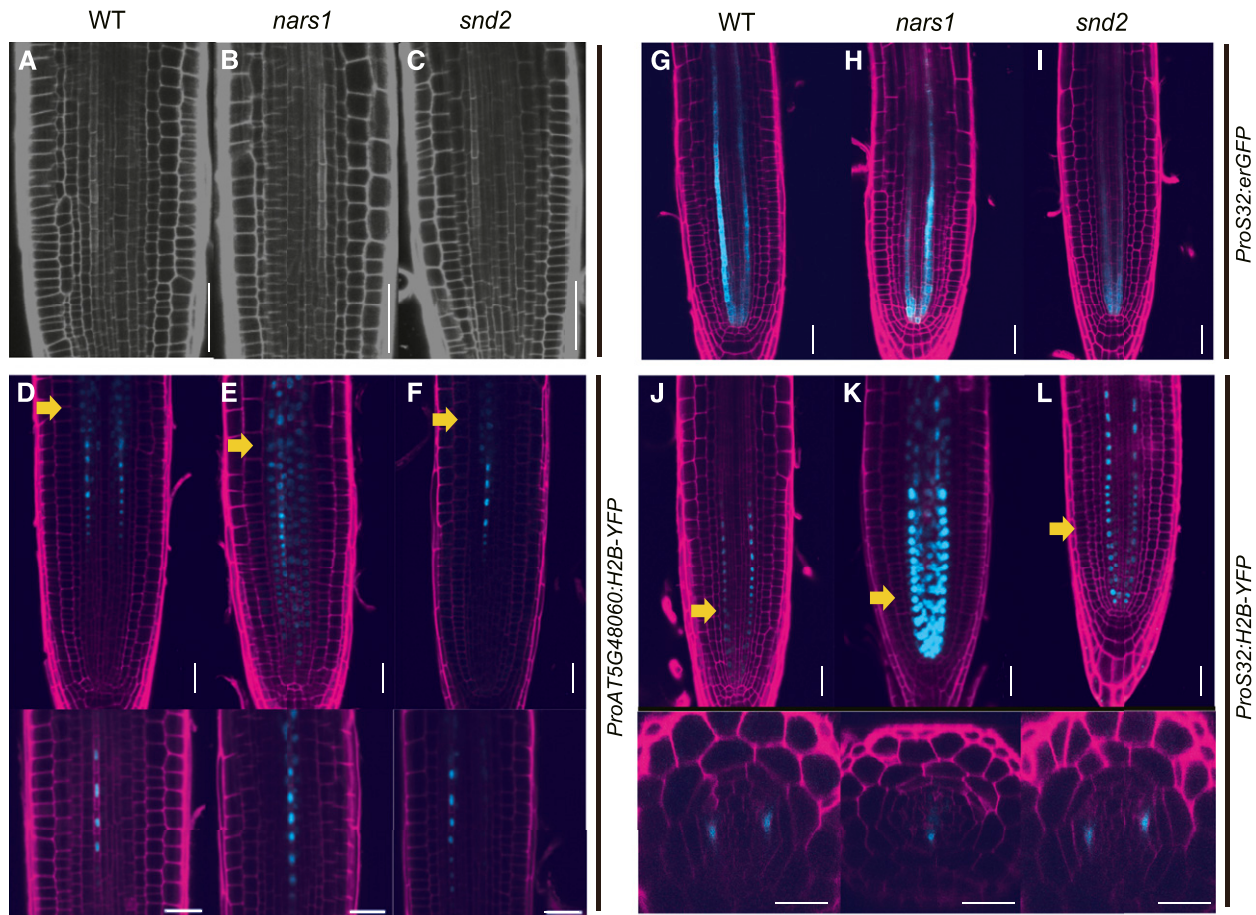 WT
nars1
snd2
WT
nars1
snd2
A
B
C
G
H
I
ProS32:erGFP
D
E
F
ProAT5G48060:H2B-YFP
J
K
L
ProS32:H2B-YFP